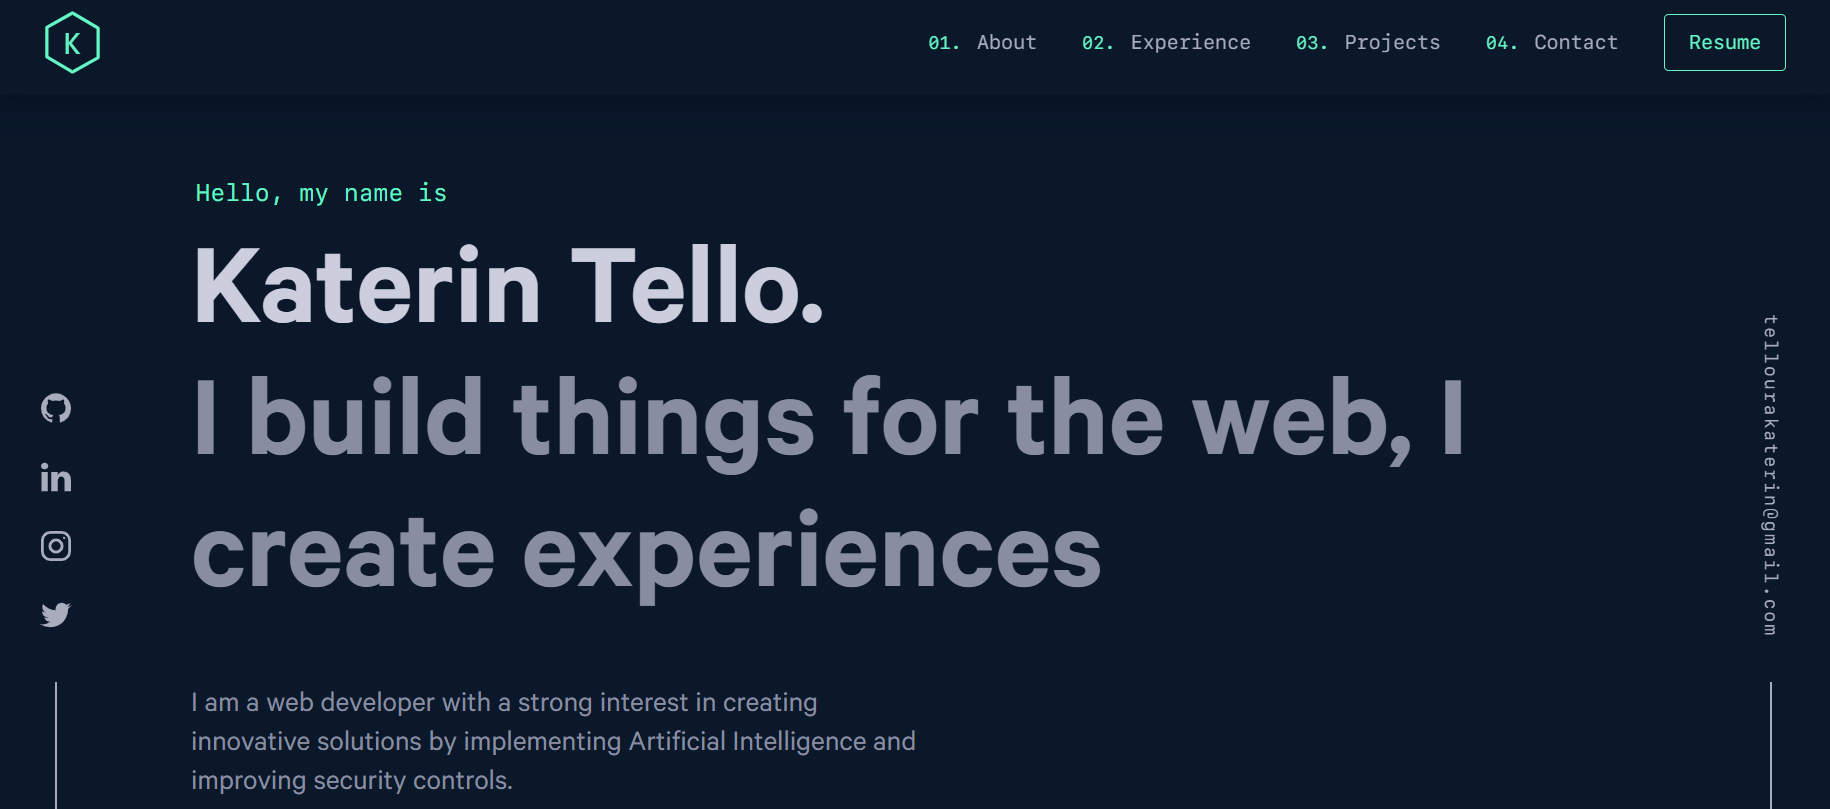 K
01. About 02. Experience 03. Projects 04. Contact Resume
Hello, my name is
Katerin Tello.
I build things for the web, I
create experiences
I am a web developer with a strong interest in creating
innovative solutions by implementing Artificial Intelligence and
improving security controls.
in
tellourakaterin@gmail.com